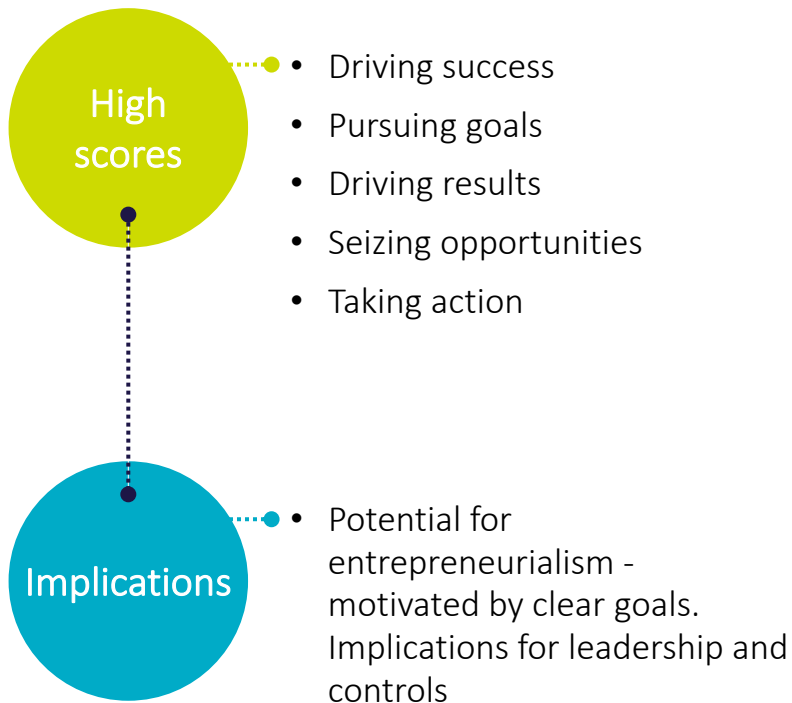 High
scores
• Driving success
• Pursuing goals
• Driving results
• Seizing opportunities
• Taking action
Implications
• Potential for
entrepreneurialism -
motivated by clear goals.
Implications for leadership and
controls